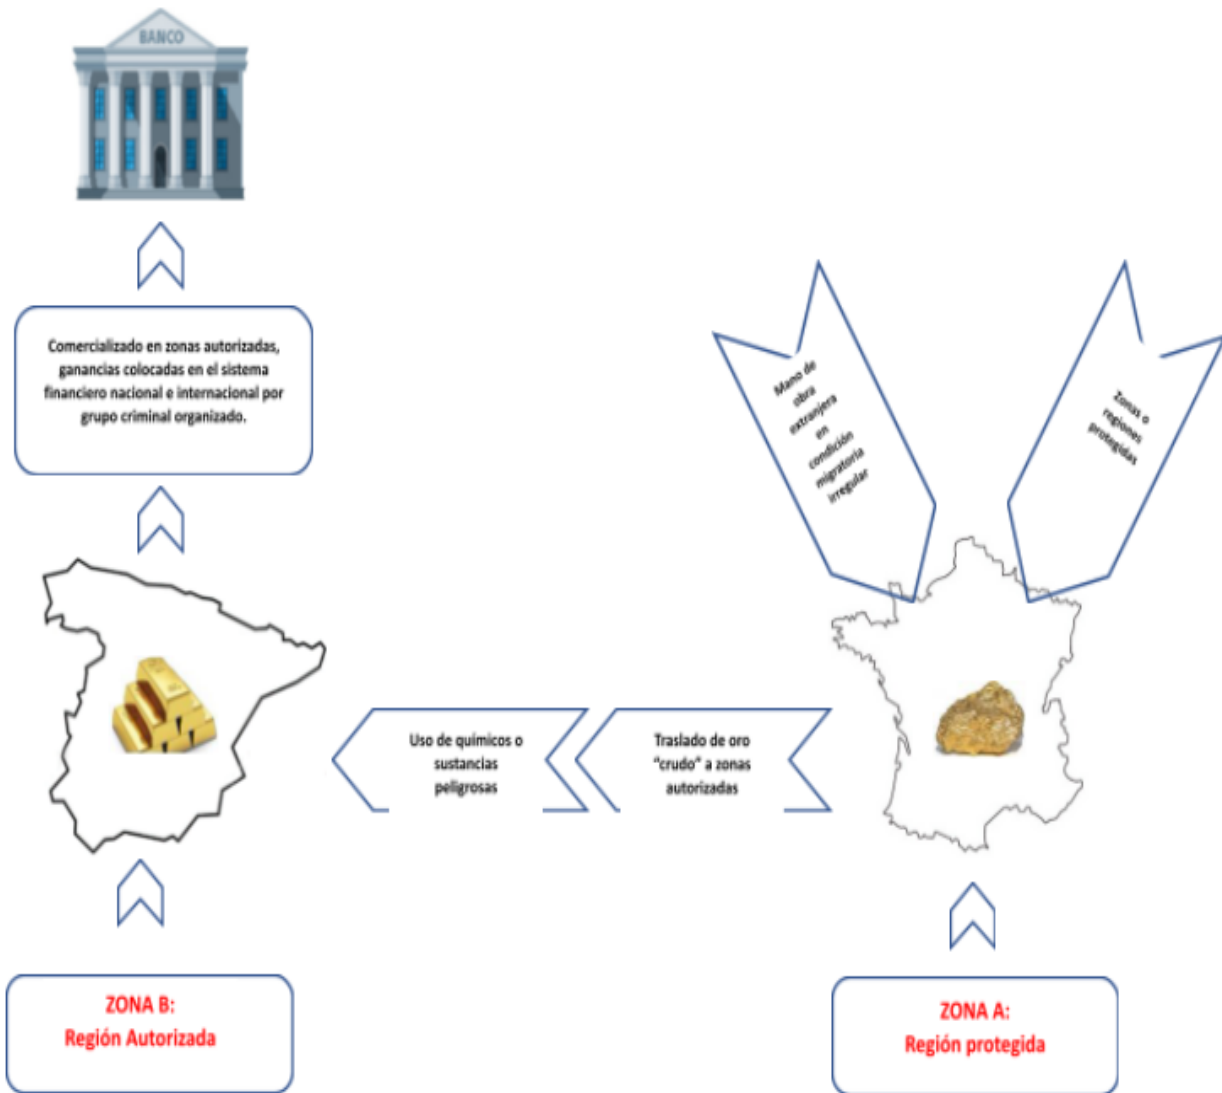 BANCO
Comercializado en zonas autorizadas,
ganancias colocadas en el sistema
financiero nacional e internacional por
grupo criminal organizado.
Mano de
obra
extranjera
en
condición
migratoria
irregular
Zonas o
regiones
protegidas
Uso de químicos o
sustancias
peligrosas
Traslado de oro
"crudo" a zonas
autorizadas
ZONA B:
Región Autorizada
ZONA A:
Región protegida